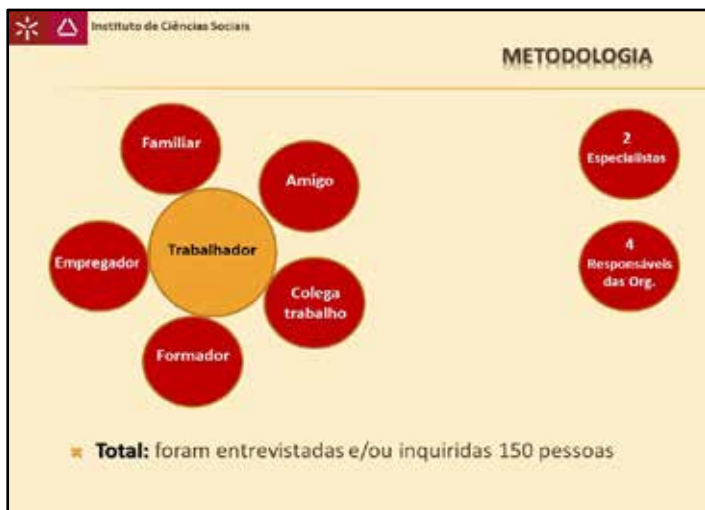 Instituto de Ciências Sociais
METODOLOGIA
Familiar
Amigo
Trabalhador
Empregador
Colega
trabalho
Formador
2
Especialistas
4
Responsáveis
das Org.
Total: foram entrevistadas e/ou inquiridas 150 pessoas